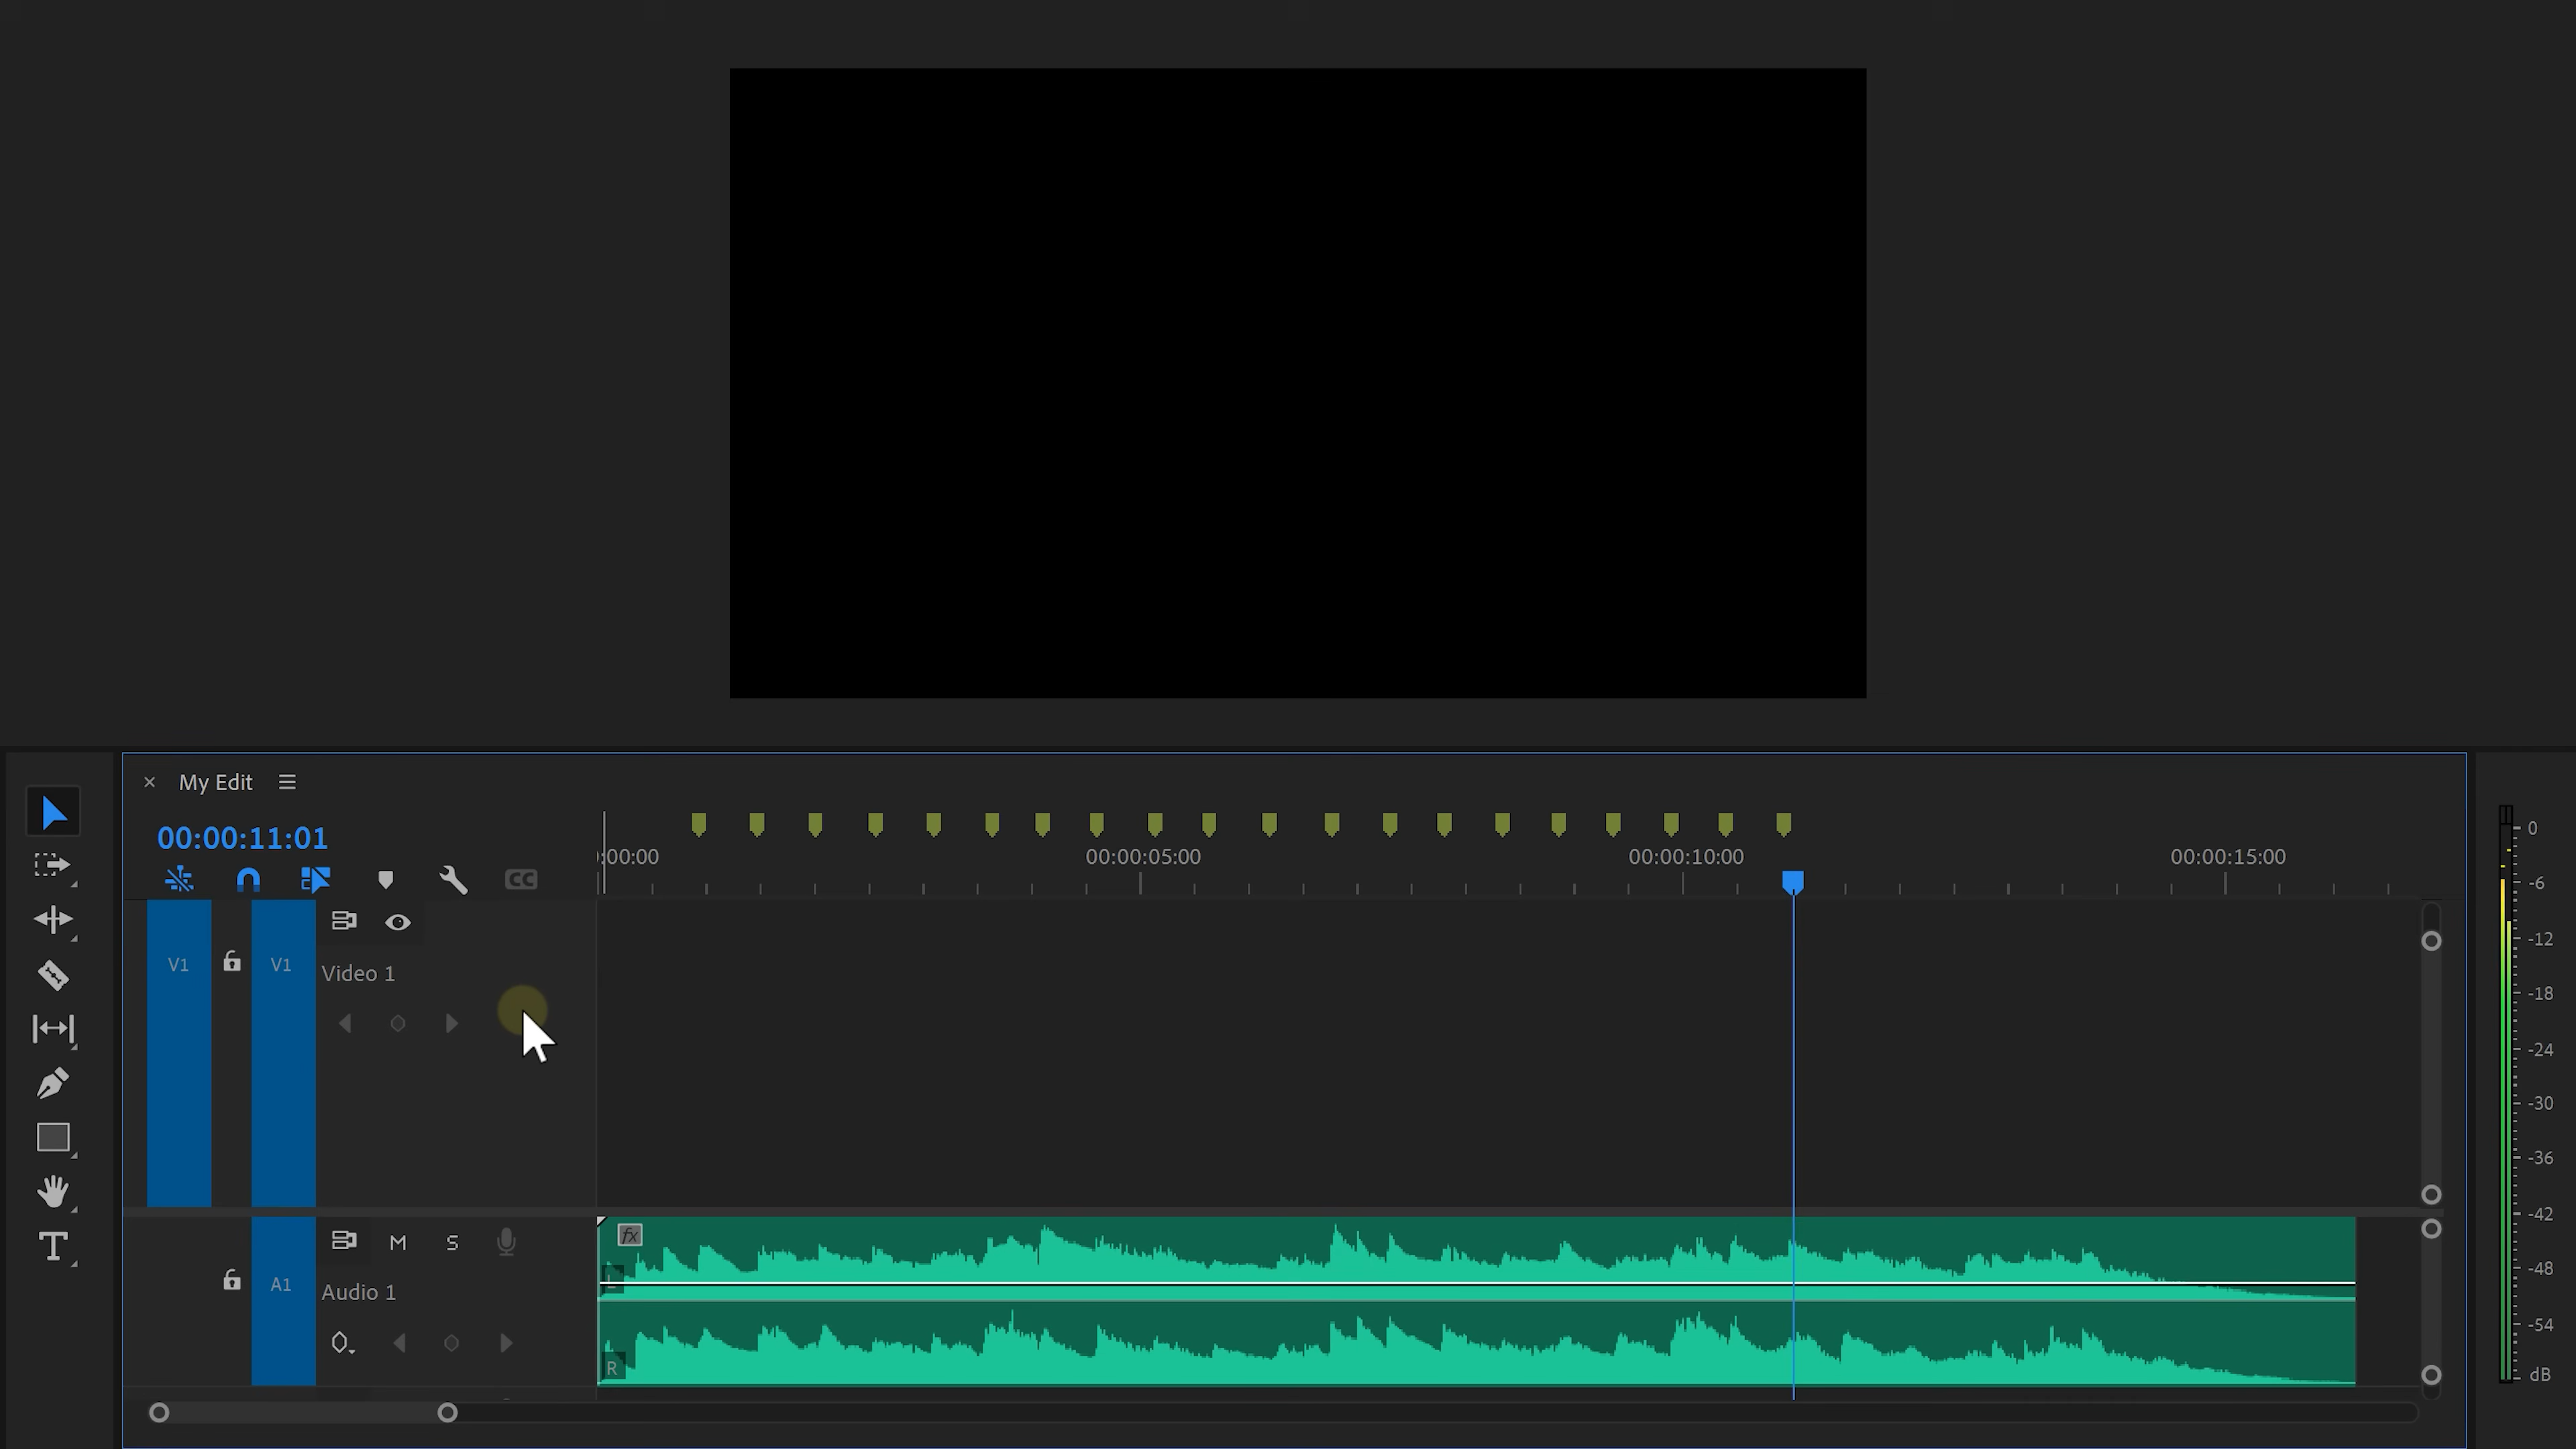 My Edit
00:00:11:01
:00:00
00:00:05:00
00:00:10:00
00:00:15:00
CC
V1
V1
Video 1
A1
M
S
Audio 1
fx
L
R
0
-6
-12
-18
-24
-30
-36
-42
-48
-54
dB